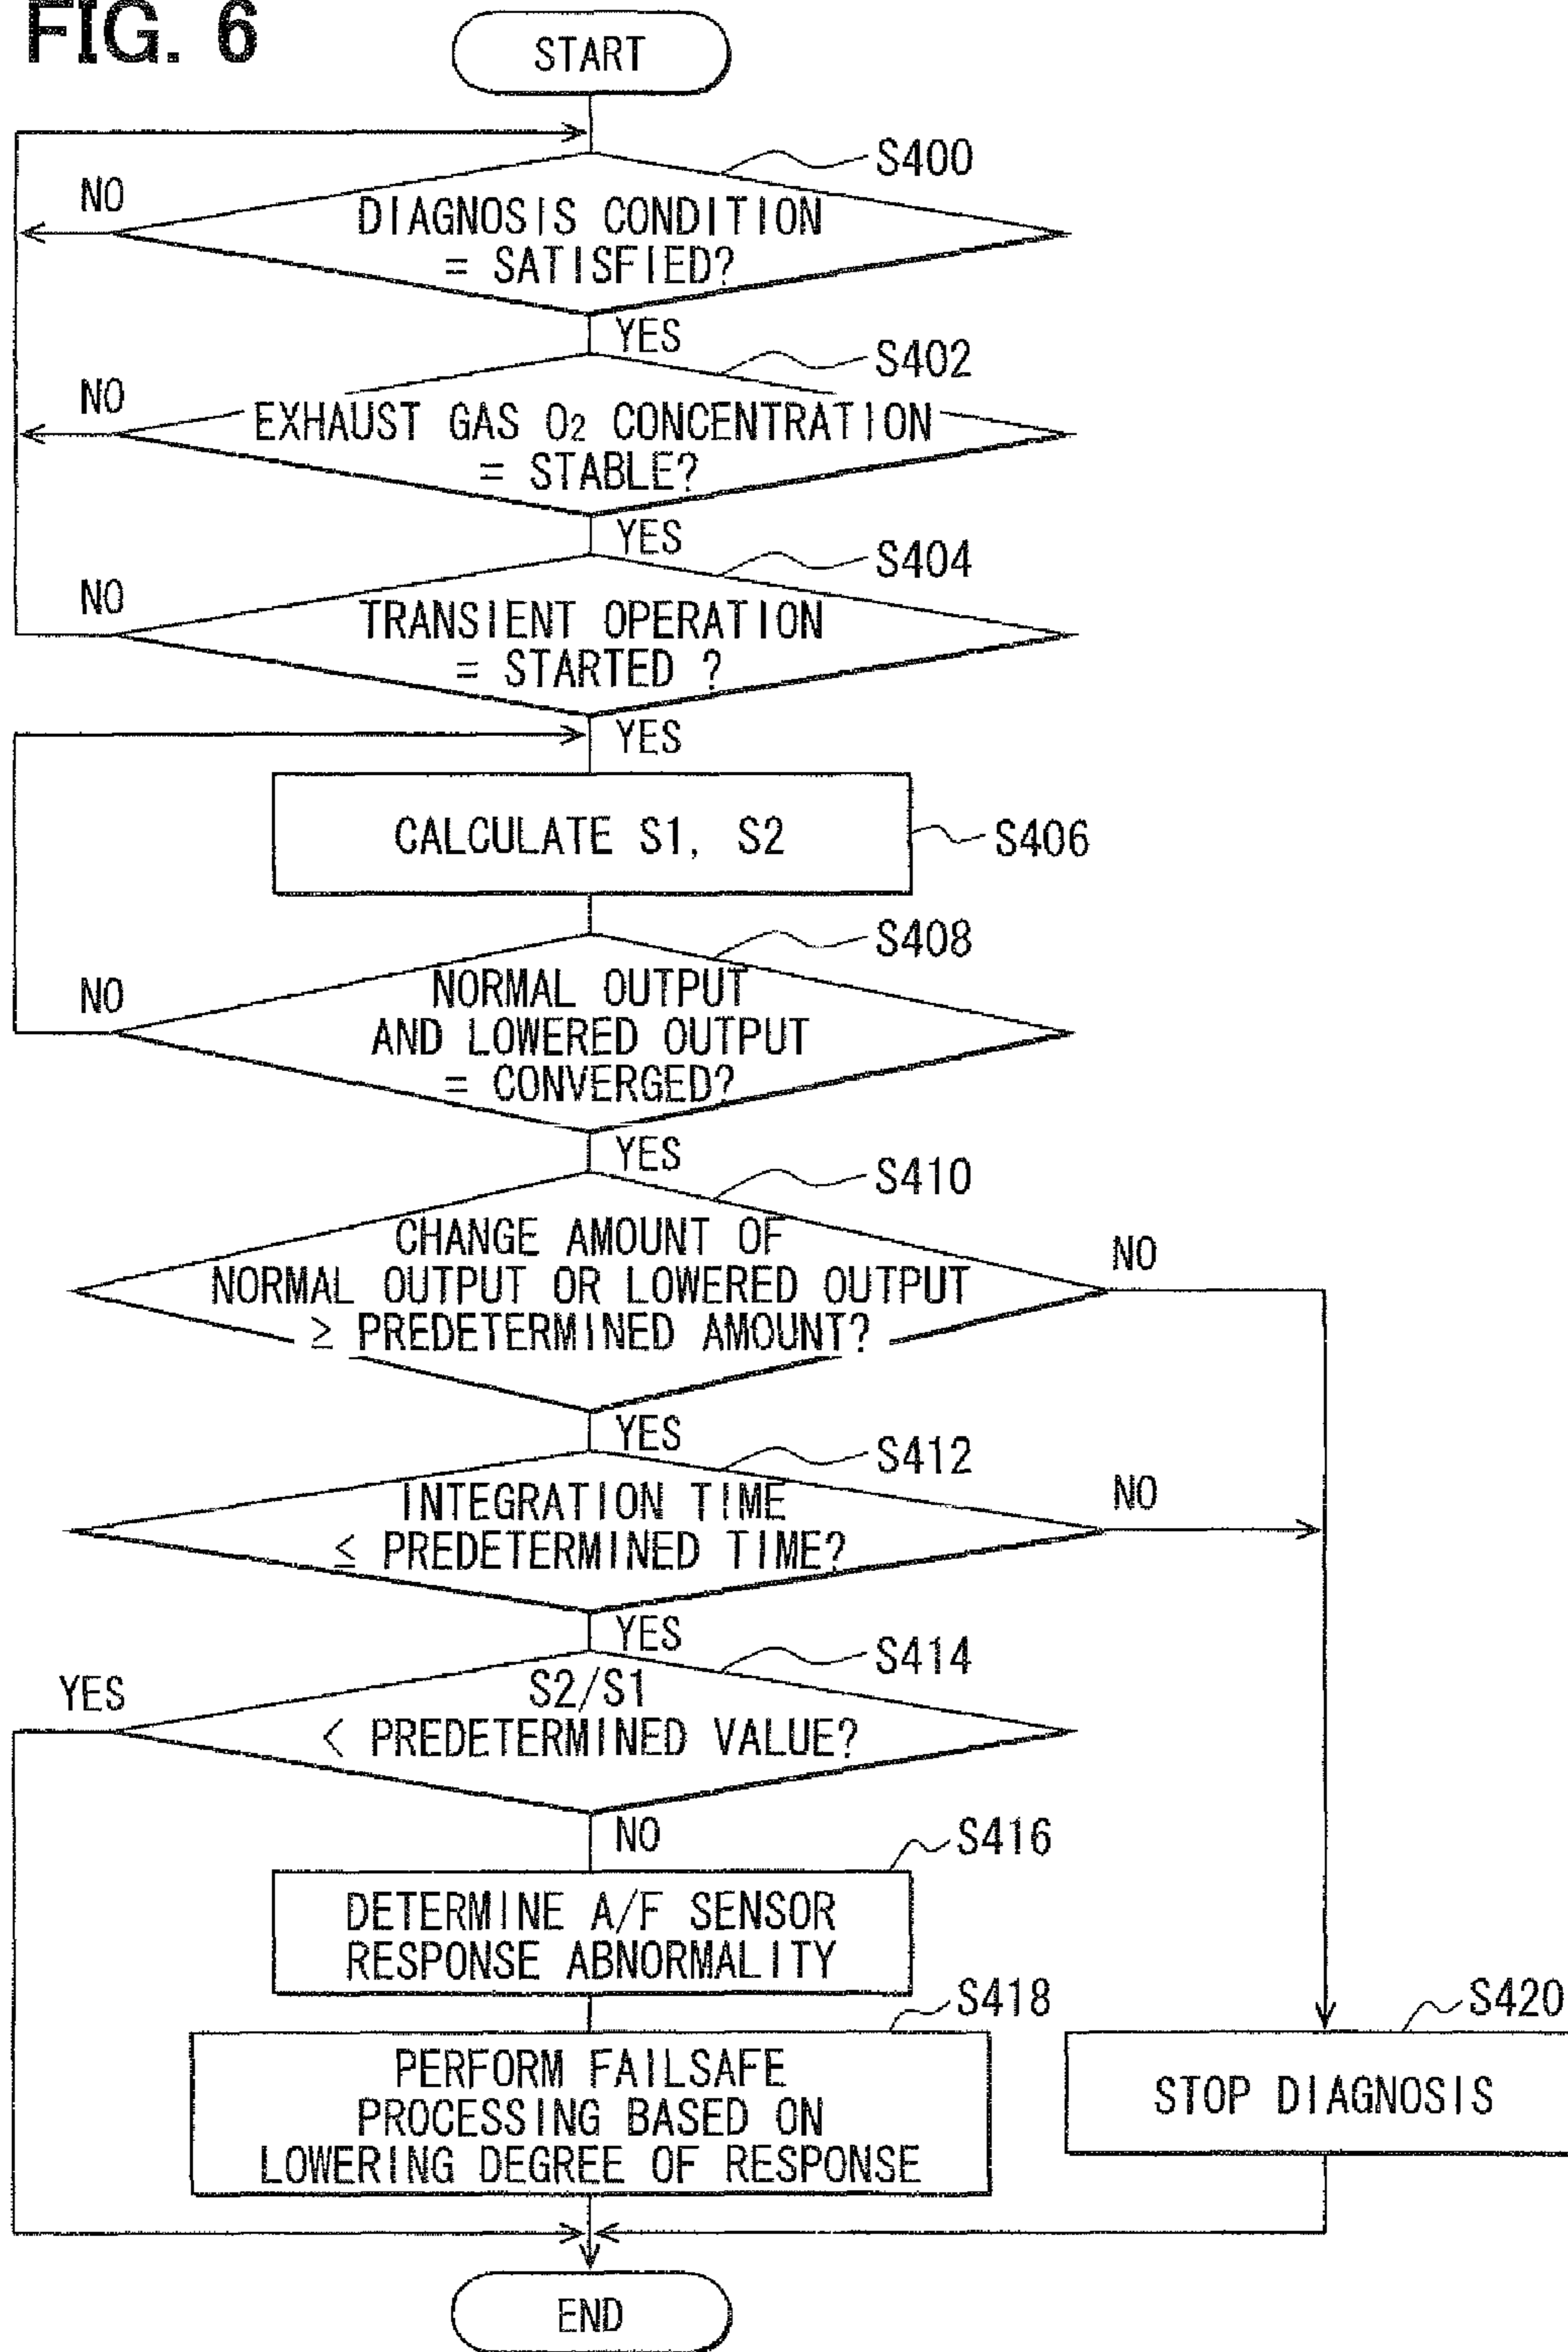 FIG. 6
START
S400
NO
DIAGNOSIS CONDITION
= SATISFIED?
YES
S402
NO
EXHAUST GAS O2 CONCENTRATION
= STABLE?
YES
S404
NO
TRANSIENT OPERATION
= STARTED ?
YES
CALCULATE S1, S2
S406
S408
NO
NORMAL OUTPUT
AND LOWERED OUTPUT
= CONVERGED?
YES
S410
CHANGE AMOUNT OF
NORMAL OUTPUT OR LOWERED OUTPUT
≥ PREDETERMINED AMOUNT?
NO
YES
S412
INTEGRATION TIME
≤ PREDETERMINED TIME?
NO
YES
S414
YES
S2/S1
< PREDETERMINED VALUE?
NO
S416
DETERMINE A/F SENSOR
RESPONSE ABNORMALITY
S418
PERFORM FAILSAFE
PROCESSING BASED ON
LOWERING DEGREE OF RESPONSE
S420
STOP DIAGNOSIS
END